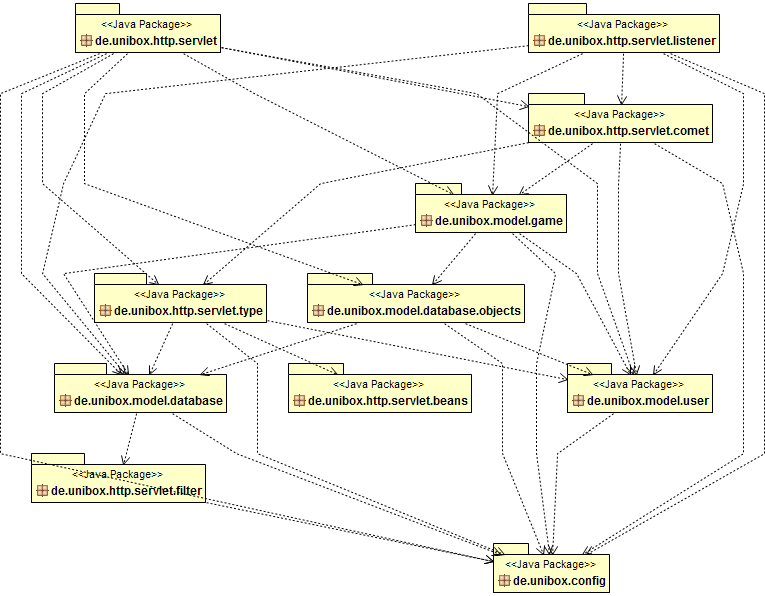 <<Java Package>>
de.unibox.http.servlet
<<Java Package>>
de.unibox.http.servlet.listener
<<Java Package>>
de.unibox.http.servlet.comet
<<Java Package>>
de.unibox.model.game
<<Java Package>>
de.unibox.http.servlet.type
<<Java Package>>
de.unibox.model.database.objects
<<Java Package>>
de.unibox.model.database
<<Java Package>>
de.unibox.http.servlet.beans
<<Java Package>>
de.unibox.model.user
<<Java Package>>
de.unibox.http.servlet.filter
<<Java Package>>
de.unibox.config